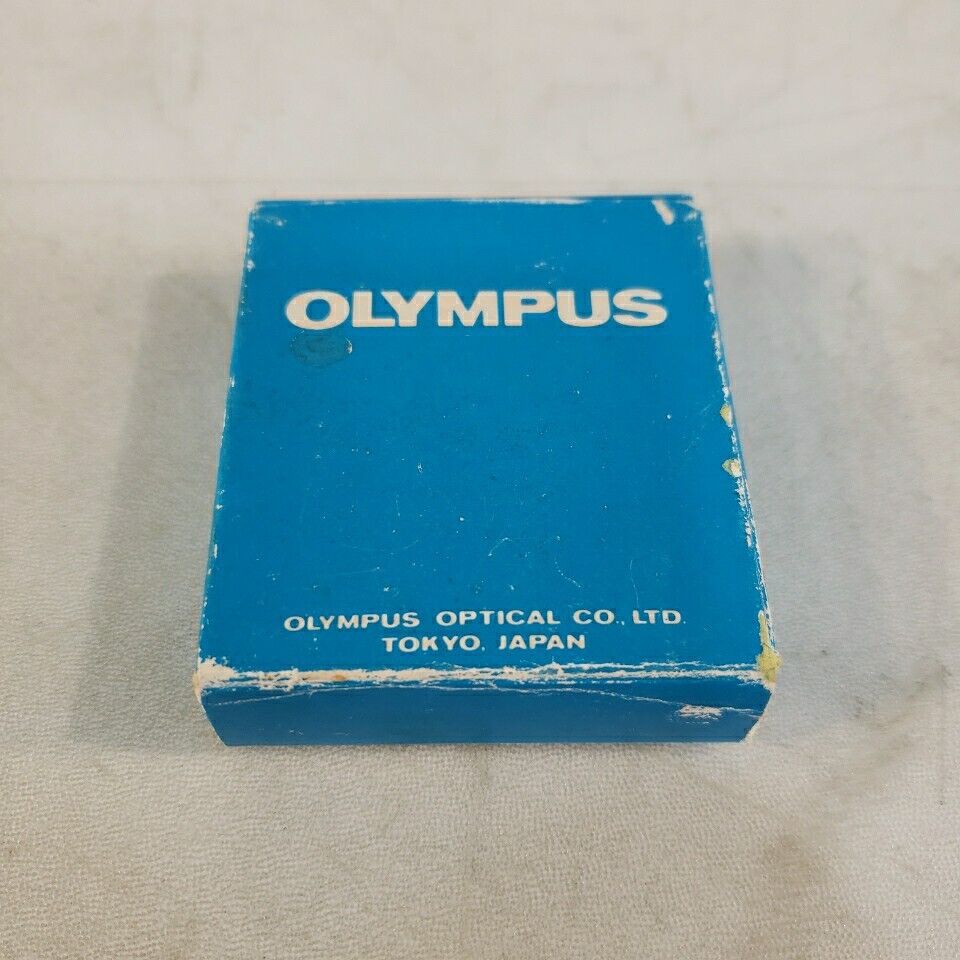 OLYMPUS
OLYMPUS OPTICAL CO., LTD.
TOKYO, JAPAN